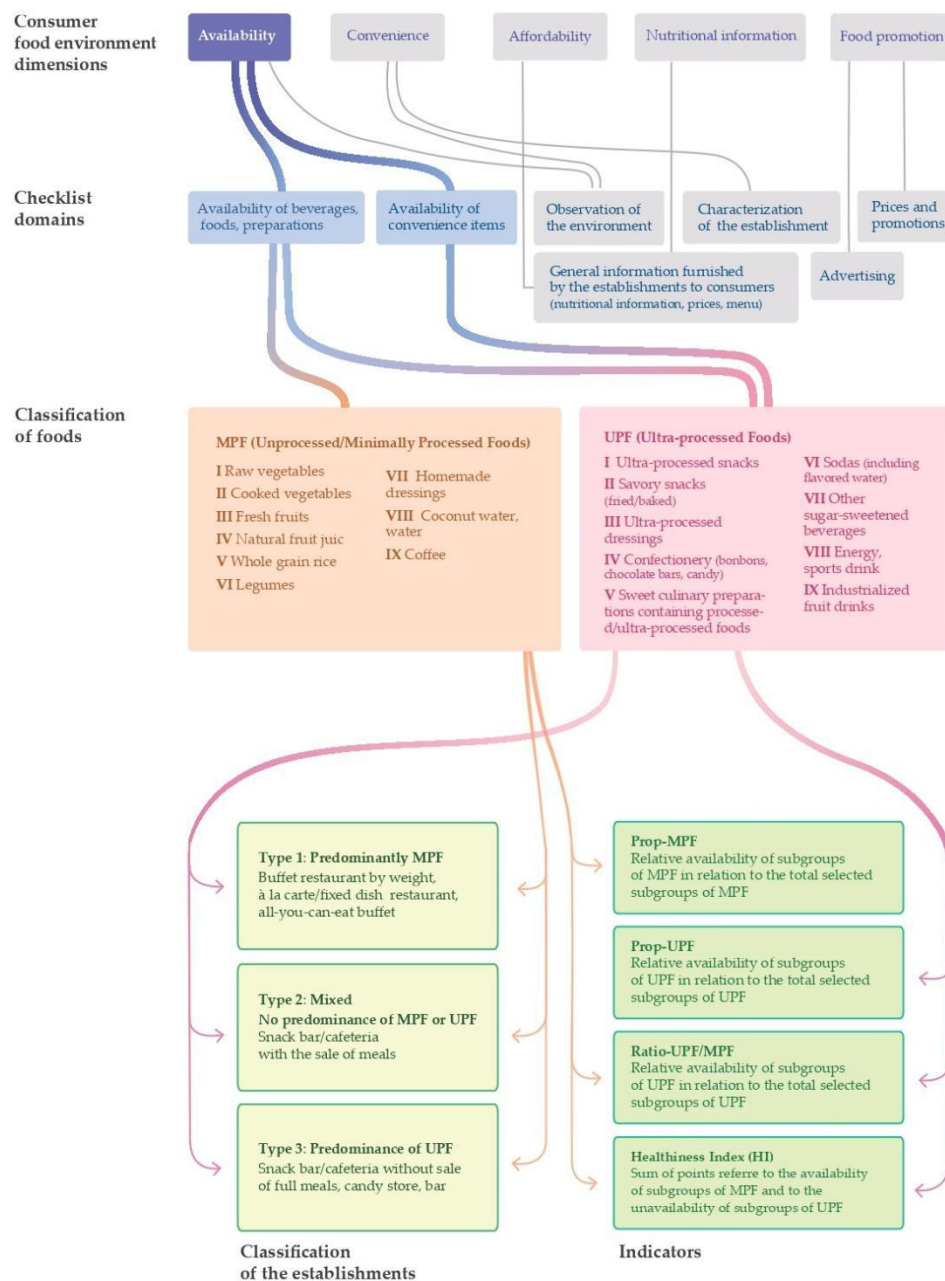 Consumer
food environment
dimensions
Availability
Convenience
Affordability
Nutritional information
Food promotion
Checklist
domains
Availability of beverages,
foods, preparations
Availability of
convenience items
Observation of
the environment
Characterization
of the establishment
Prices and
promotions
General information furnished
by the establishments to consumers
(nutritional information, prices, menu)
Advertising
Classification
of foods
MPF (Unprocessed/Minimally Processed Foods)
I Raw vegetables
II Cooked vegetables
III Fresh fruits
IV Natural fruit juic
V Whole grain rice
VI Legumes
VII Homemade
dressings
VIII Coconut water,
water
IX Coffee
UPF (Ultra-processed Foods)
I Ultra-processed snacks
II Savory snacks
(fried/baked)
III Ultra-processed
dressings
IV Confectionery (bonbons,
chocolate bars, candy)
V Sweet culinary prepara-
tions containing processe-
d/ultra-processed foods
VI Sodas (including
flavored water)
VII Other
sugar-sweetened
beverages
VIII Energy,
sports drink
IX Industrialized
fruit drinks
Type 1: Predominantly MPF
Buffet restaurant by weight,
à la carte/fixed dish restaurant,
all-you-can-eat buffet
Type 2: Mixed
No predominance of MPF or UPF
Snack bar/cafeteria
with the sale of meals
Type 3: Predominance of UPF
Snack bar/cafeteria without sale
of full meals, candy store, bar
Classification
of the establishments
Prop-MPF
Relative availability of subgroups
of MPF in relation to the total selected
subgroups of MPF
Prop-UPF
Relative availability of subgroups
of UPF in relation to the total selected
subgroups of UPF
Ratio-UPF/MPF
Relative availability of subgroups
of UPF in relation to the total selected
subgroups of UPF
Healthiness Index (HI)
Sum of points referre to the availability
of subgroups of MPF and to the
unavailability of subgroups of UPF
Indicators